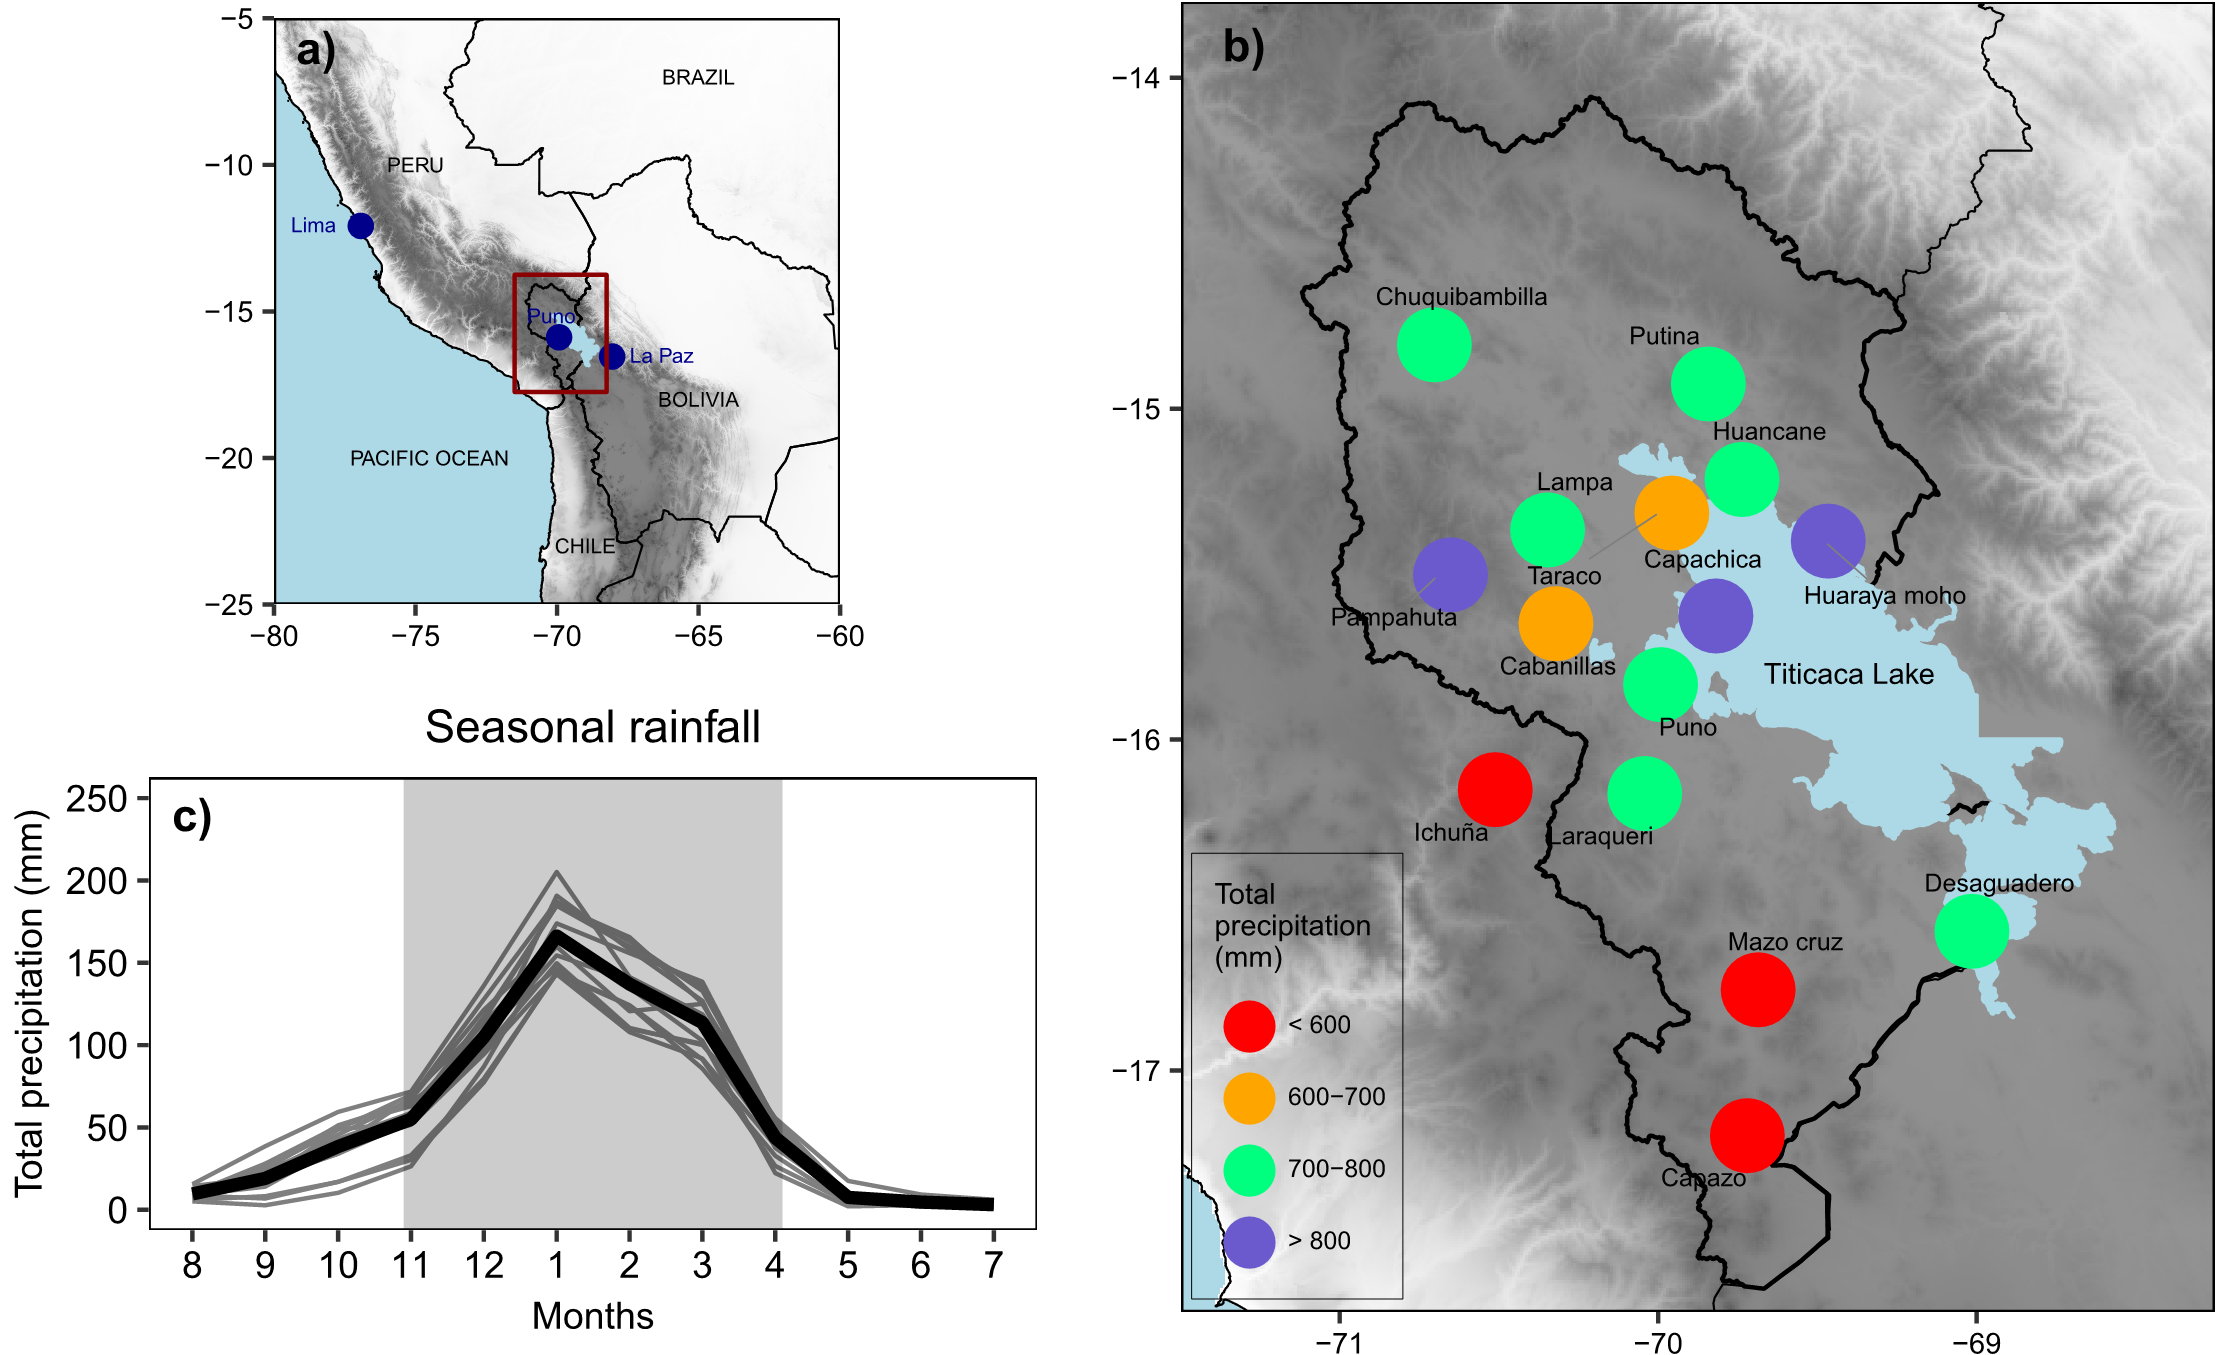 a)
−5
−10
−15
−20
−25
−80
−75
−70
−65
−60
BRAZIL
PERU
Lima
Puno
La Paz
BOLIVIA
PACIFIC OCEAN
CHILE
b)
−14
−15
−16
−17
−71
−70
−69
Chuquibambilla
Putina
Huancane
Lampa
Capachica
Taraco
Huaraya moho
Pampahuta
Cabanillas
Titicaca Lake
Puno
Ichuña
Laraqueri
Desaguadero
Mazo cruz
Capazo
Total
precipitation
(mm)
< 600
600−700
700−800
> 800
Seasonal rainfall
c)
Total precipitation (mm)
250
200
150
100
50
0
8
9
10
11
12
1
2
3
4
5
6
7
Months